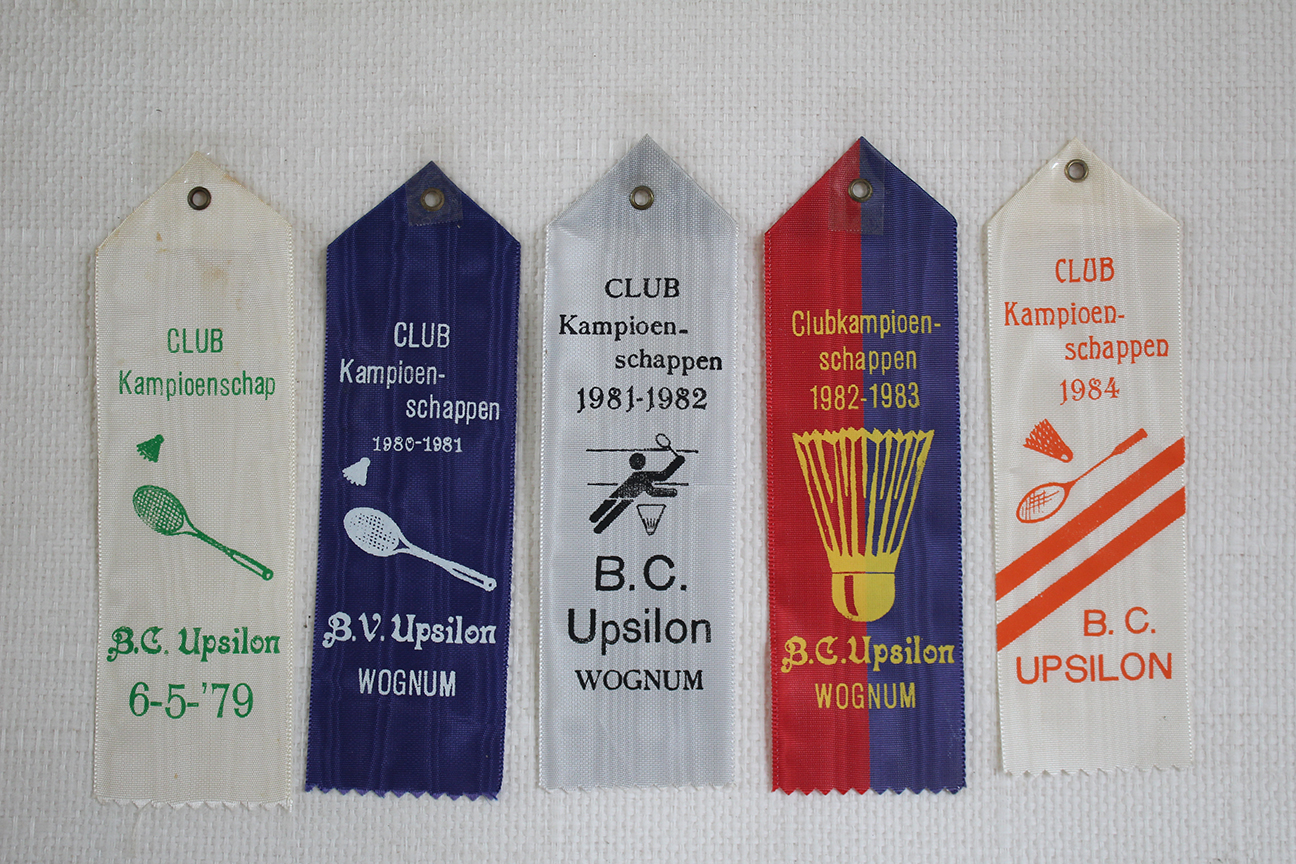 CLUB
Kampioenschap
B.C. Upsilon
6-5-'79
CLUB
Kampioen-
schappen
1980-1981
B.V. Upsilon
WOGNUM
CLUB
Kampioen-
schappen
1981-1982
B.C.
Upsilon
WOGNUM
Clubkampioen-
schappen
1982-1983
B.C.Upsilon
WOGNUM
CLUB
Kampioen-
schappen
1984
B. C.
UPSILON